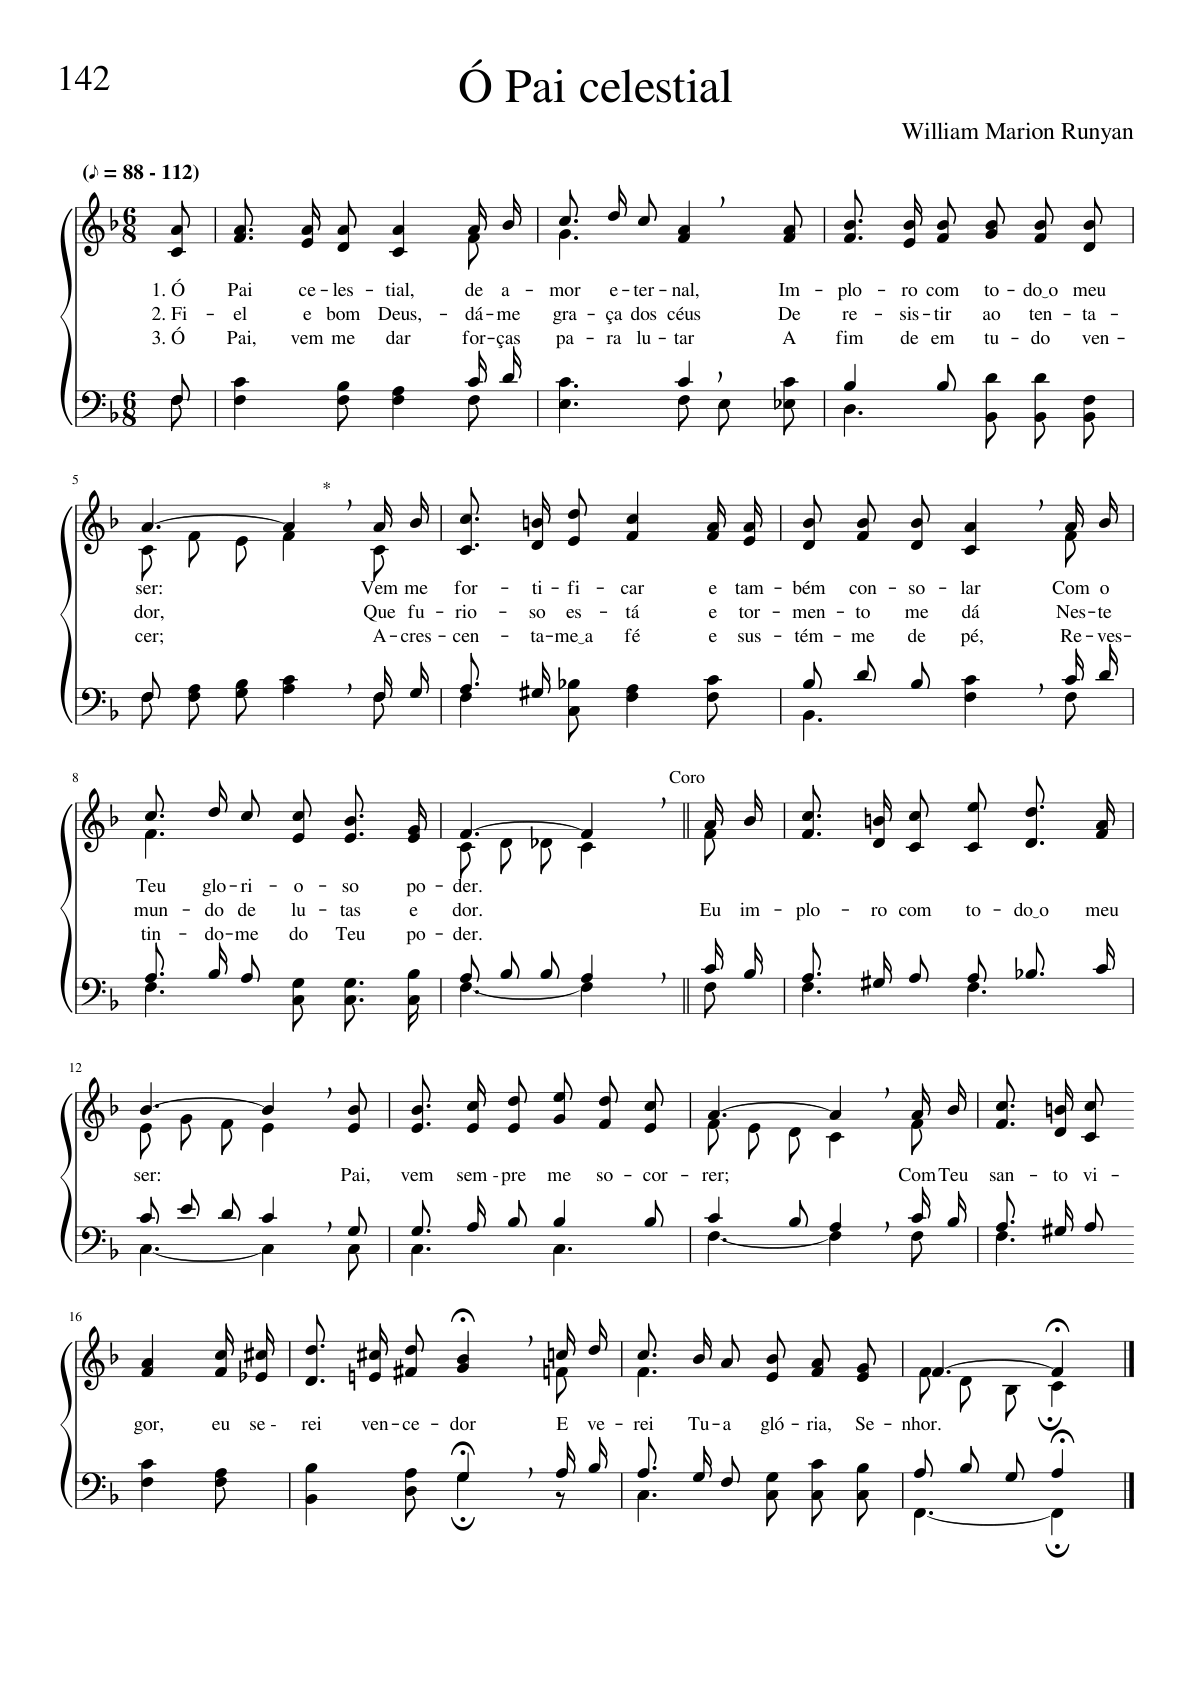 142
Ó Pai celestial
William Marion Runyan
(♪ = 88 - 112)
1. Ó Pai ce - les - tial, de a - mor e - ter - nal, Im - plo - ro com to - do‿o meu
2. Fi - el e bom Deus, - dá - me gra - ça dos céus De re - sis - tir ao ten - ta -
3. Ó Pai, vem me dar for - ças pa - ra lu - tar A fim de em tu - do ven -
5
*
ser: Vem me for - ti - fi - car e tam - bém con - so - lar Com o
dor, Que fu - rio - so es - tá e tor - men - to me dá Nes - te
cer; A - cres - cen - ta - me‿a fé e sus - tém - me de pé, Re - ves -
8
Coro
Teu glo - ri - o - so po - der.
mun - do de lu - tas e dor. Eu im - plo - ro com to - do‿o meu
tin - do - me do Teu po - der.
12
ser: Pai, vem sem - pre me so - cor - rer; Com Teu san - to vi -
16
gor, eu se - rei ven - ce - dor E ve - rei Tu - a gló - ria, Se - nhor.